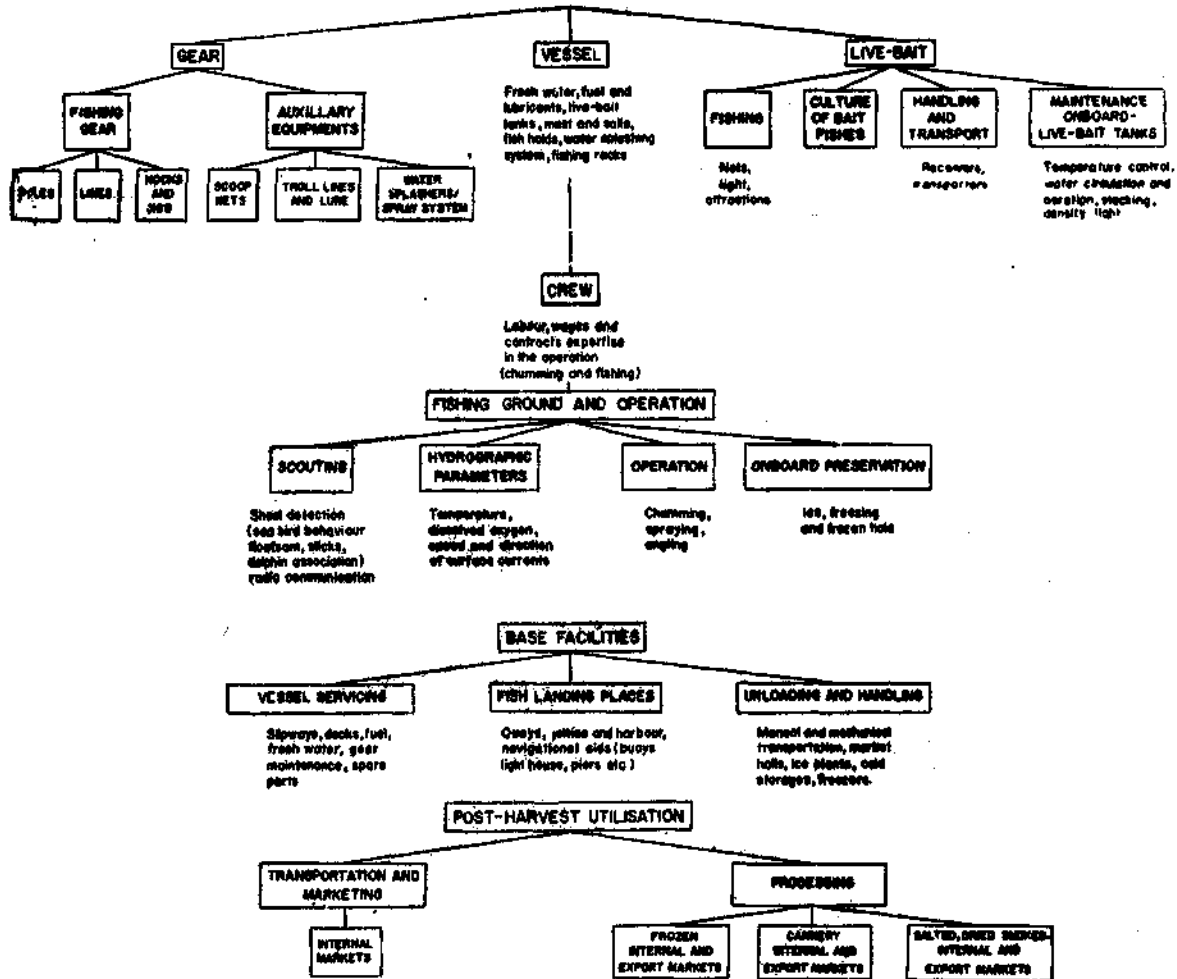 GEAR
VESSEL
LIVE-BAIT
FISHING
GEAR
AUXILLARY
EQUIPMENTS
Fresh water, fuel and
lubricants, live-bait
tanks, mast and sails,
fish holds, water splashing
system, fishing racks
FISHING
CULTURE
OF BAIT
FISHES
HANDLING
AND
TRANSPORT
MAINTENANCE
ONBOARD-
LIVE-BAIT TANKS
POLES
LINES
HOOKS
AND
JIGS
SCOOP
NETS
TROLL LINES
AND LURE
WATER
SPLASHERS/
SPRAY SYSTEM
Nets,
light,
attractions
Receivers,
transporters
Temperature control,
water circulation and
aeration, stocking,
density light
CREW
Labour, wages and
contracts expertise
in the operation
(chumming and fishing)
FISHING GROUND AND OPERATION
SCOUTING
HYDROGRAPHIC
PARAMETERS
OPERATION
ONBOARD PRESERVATION
Shoal detection
(sea bird behaviour
floatsam, sticks,
dolphin association)
radio communication
Temperature,
dissolved oxygen,
speed and direction
of surface currents
Chumming,
spraying,
angling
Ice, freezing
and frozen hold
BASE FACILITIES
VESSEL SERVICING
FISH LANDING PLACES
UNLOADING AND HANDLING
Slipways, docks, fuel,
fresh water, gear
maintenance, spare
parts
Quays, jetties and harbour,
navigational aids (buoys
light house, piers etc)
Manual and mechanical
transportation, market
halls, ice plants, cold
storages, freezers.
POST-HARVEST UTILISATION
TRANSPORTATION AND
MARKETING
PROCESSING
INTERNAL
MARKETS
FROZEN
INTERNAL AND
EXPORT MARKETS
CANNERY
INTERNAL AND
EXPORT MARKETS
SALTED, DRIED SMOKED-
INTERNAL AND
EXPORT MARKETS